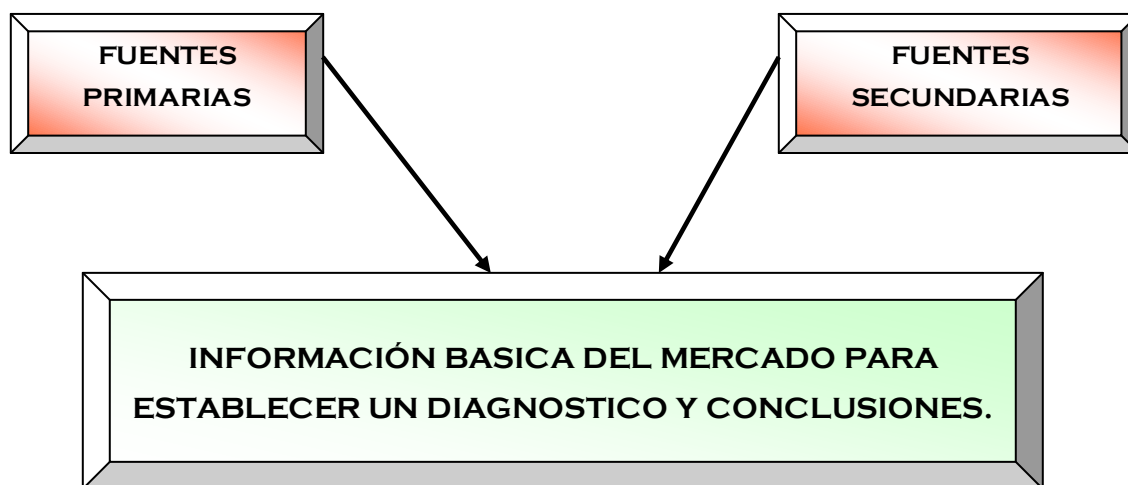 FUENTES
PRIMARIAS
FUENTES
SECUNDARIAS
INFORMACIÓN BASICA DEL MERCADO PARA
ESTABLECER UN DIAGNOSTICO Y CONCLUSIONES.